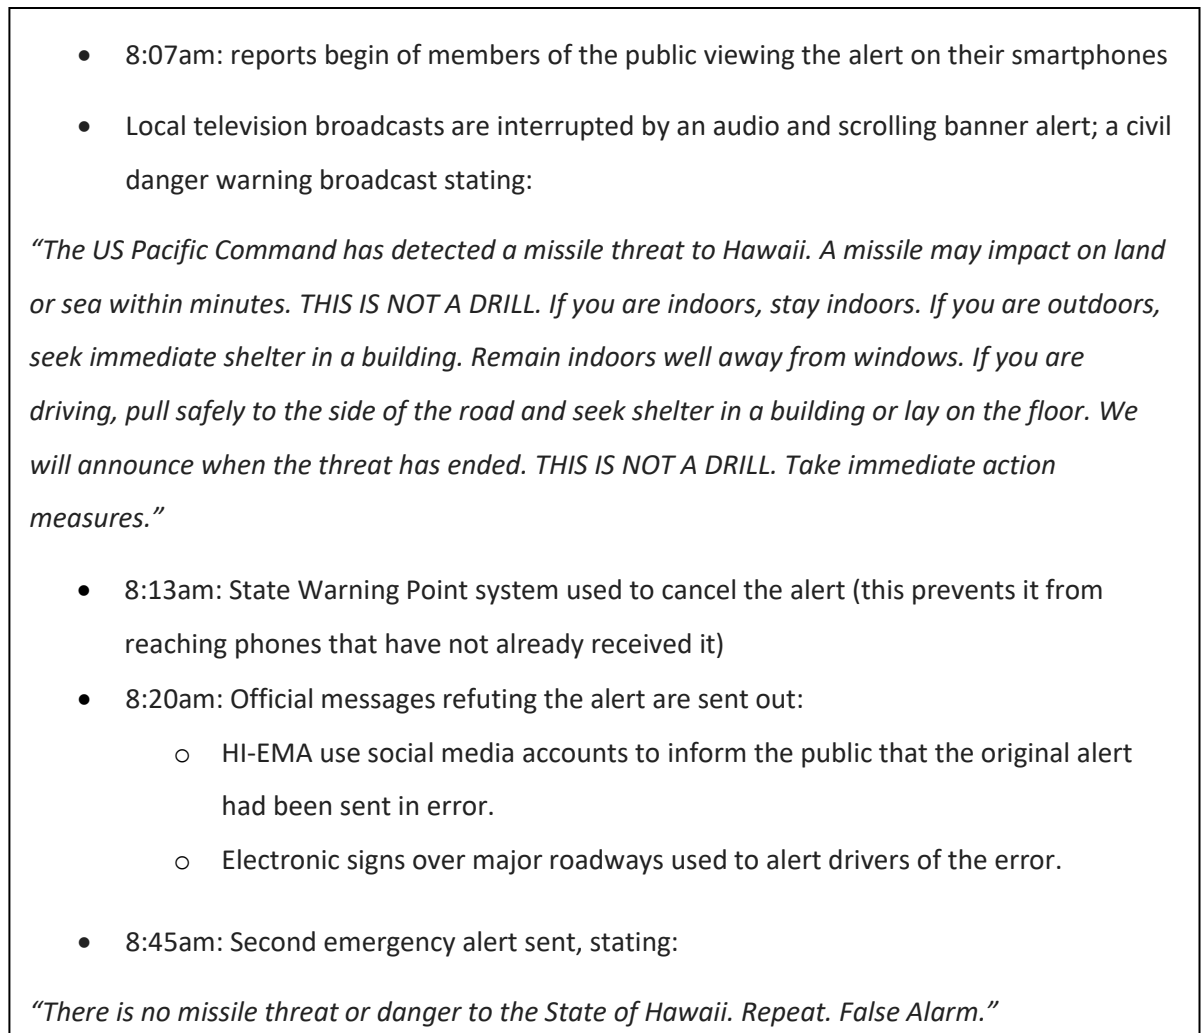 • 8:07am: reports begin of members of the public viewing the alert on their smartphones
• Local television broadcasts are interrupted by an audio and scrolling banner alert; a civil
danger warning broadcast stating:
“The US Pacific Command has detected a missile threat to Hawaii. A missile may impact on land
or sea within minutes. THIS IS NOT A DRILL. If you are indoors, stay indoors. If you are outdoors,
seek immediate shelter in a building. Remain indoors well away from windows. If you are
driving, pull safely to the side of the road and seek shelter in a building or lay on the floor. We
will announce when the threat has ended. THIS IS NOT A DRILL. Take immediate action
measures.”
• 8:13am: State Warning Point system used to cancel the alert (this prevents it from
reaching phones that have not already received it)
• 8:20am: Official messages refuting the alert are sent out:
o HI-EMA use social media accounts to inform the public that the original alert
had been sent in error.
o Electronic signs over major roadways used to alert drivers of the error.
• 8:45am: Second emergency alert sent, stating:
“There is no missile threat or danger to the State of Hawaii. Repeat. False Alarm.”